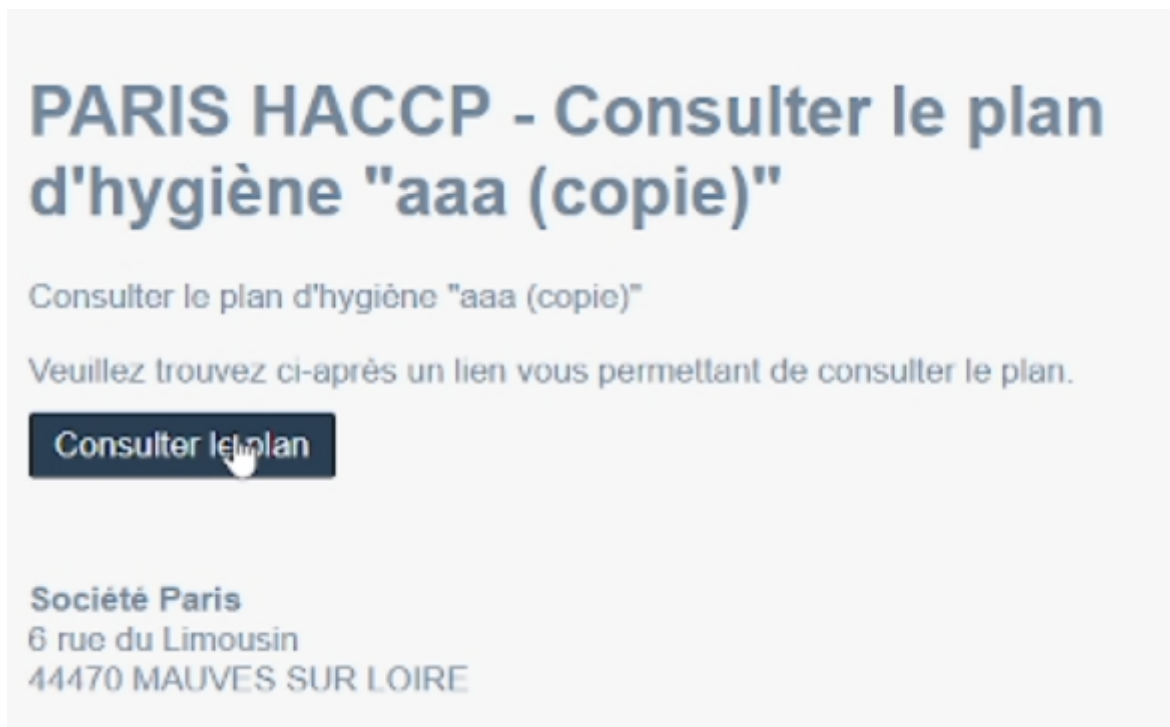 PARIS HACCP - Consulter le plan
d'hygiène "aaa (copie)"
Consulter le plan d'hygiène "aaa (copie)"
Veuillez trouvez ci-après un lien vous permettant de consulter le plan.
Consulter le plan
Société Paris
6 rue du Limousin
44470 MAUVES SUR LOIRE